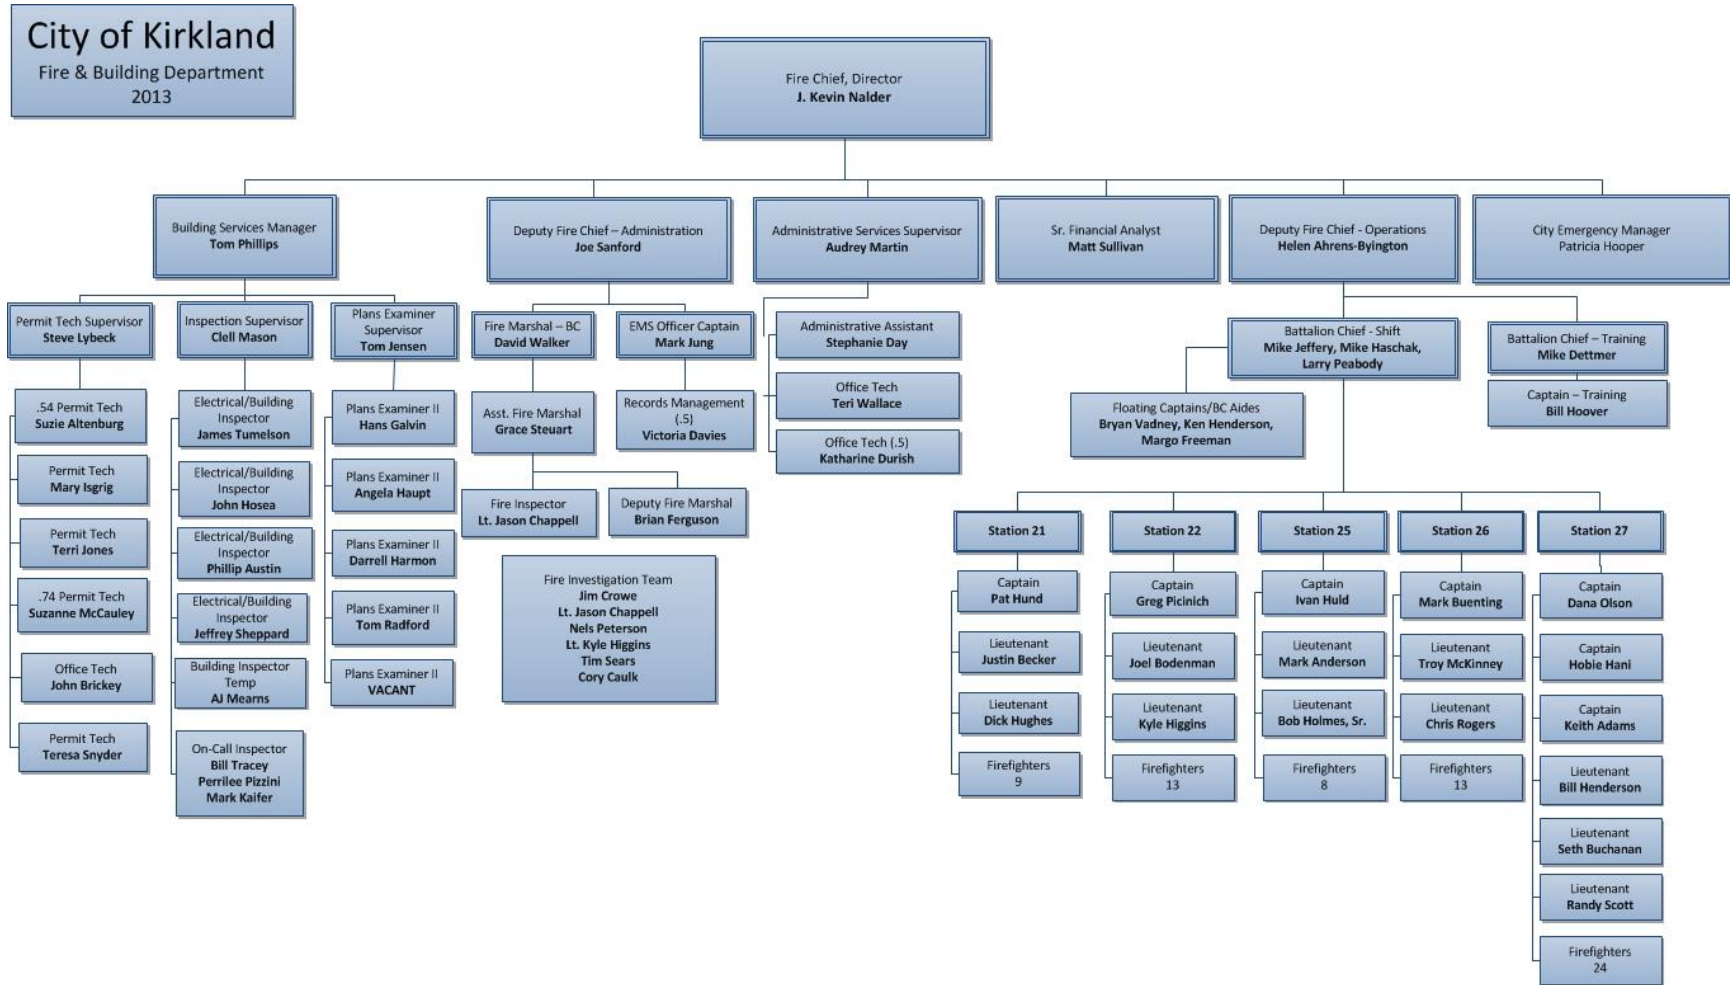 City of Kirkland
Fire & Building Department
2013
Fire Chief, Director
J. Kevin Nalder
Building Services Manager
Tom Phillips
Deputy Fire Chief – Administration
Joe Sanford
Administrative Services Supervisor
Audrey Martin
Sr. Financial Analyst
Matt Sullivan
Deputy Fire Chief - Operations
Helen Ahrens-Byington
City Emergency Manager
Patricia Hooper
Permit Tech Supervisor
Steve Lybeck
Inspection Supervisor
Clell Mason
Plans Examiner
Supervisor
Tom Jensen
Fire Marshal – BC
David Walker
EMS Officer Captain
Mark Jung
Administrative Assistant
Stephanie Day
Office Tech
Teri Wallace
Office Tech (.5)
Katharine Durish
Battalion Chief - Shift
Mike Jeffery, Mike Haschak,
Larry Peabody
Battalion Chief – Training
Mike Dettmer
Captain – Training
Bill Hoover
Floating Captains/BC Aides
Bryan Vadney, Ken Henderson,
Margo Freeman
.54 Permit Tech
Suzie Altenburg
Permit Tech
Mary Isgrig
Permit Tech
Terri Jones
.74 Permit Tech
Suzanne McCauley
Office Tech
John Brickey
Permit Tech
Teresa Snyder
Electrical/Building
Inspector
James Tumelson
Electrical/Building
Inspector
John Hosea
Electrical/Building
Inspector
Phillip Austin
Electrical/Building
Inspector
Jeffrey Sheppard
Building Inspector
Temp
AJ Mearns
On-Call Inspector
Bill Tracey
Perrilee Pizzini
Mark Kaifer
Plans Examiner II
Hans Galvin
Plans Examiner II
Angela Haupt
Plans Examiner II
Darrell Harmon
Plans Examiner II
Tom Radford
Plans Examiner II
VACANT
Asst. Fire Marshal
Grace Steuart
Records Management
(.5)
Victoria Davies
Fire Inspector
Lt. Jason Chappell
Deputy Fire Marshal
Brian Ferguson
Fire Investigation Team
Jim Crowe
Lt. Jason Chappell
Nels Peterson
Lt. Kyle Higgins
Tim Sears
Cory Caulk
Station 21
Captain
Pat Hund
Lieutenant
Justin Becker
Lieutenant
Dick Hughes
Firefighters
9
Station 22
Captain
Greg Picinich
Lieutenant
Joel Bodenman
Lieutenant
Kyle Higgins
Firefighters
13
Station 25
Captain
Ivan Huld
Lieutenant
Mark Anderson
Lieutenant
Bob Holmes, Sr.
Firefighters
8
Station 26
Captain
Mark Buenting
Lieutenant
Troy McKinney
Lieutenant
Chris Rogers
Firefighters
13
Station 27
Captain
Dana Olson
Captain
Hobie Hani
Captain
Keith Adams
Lieutenant
Bill Henderson
Lieutenant
Seth Buchanan
Lieutenant
Randy Scott
Firefighters
24